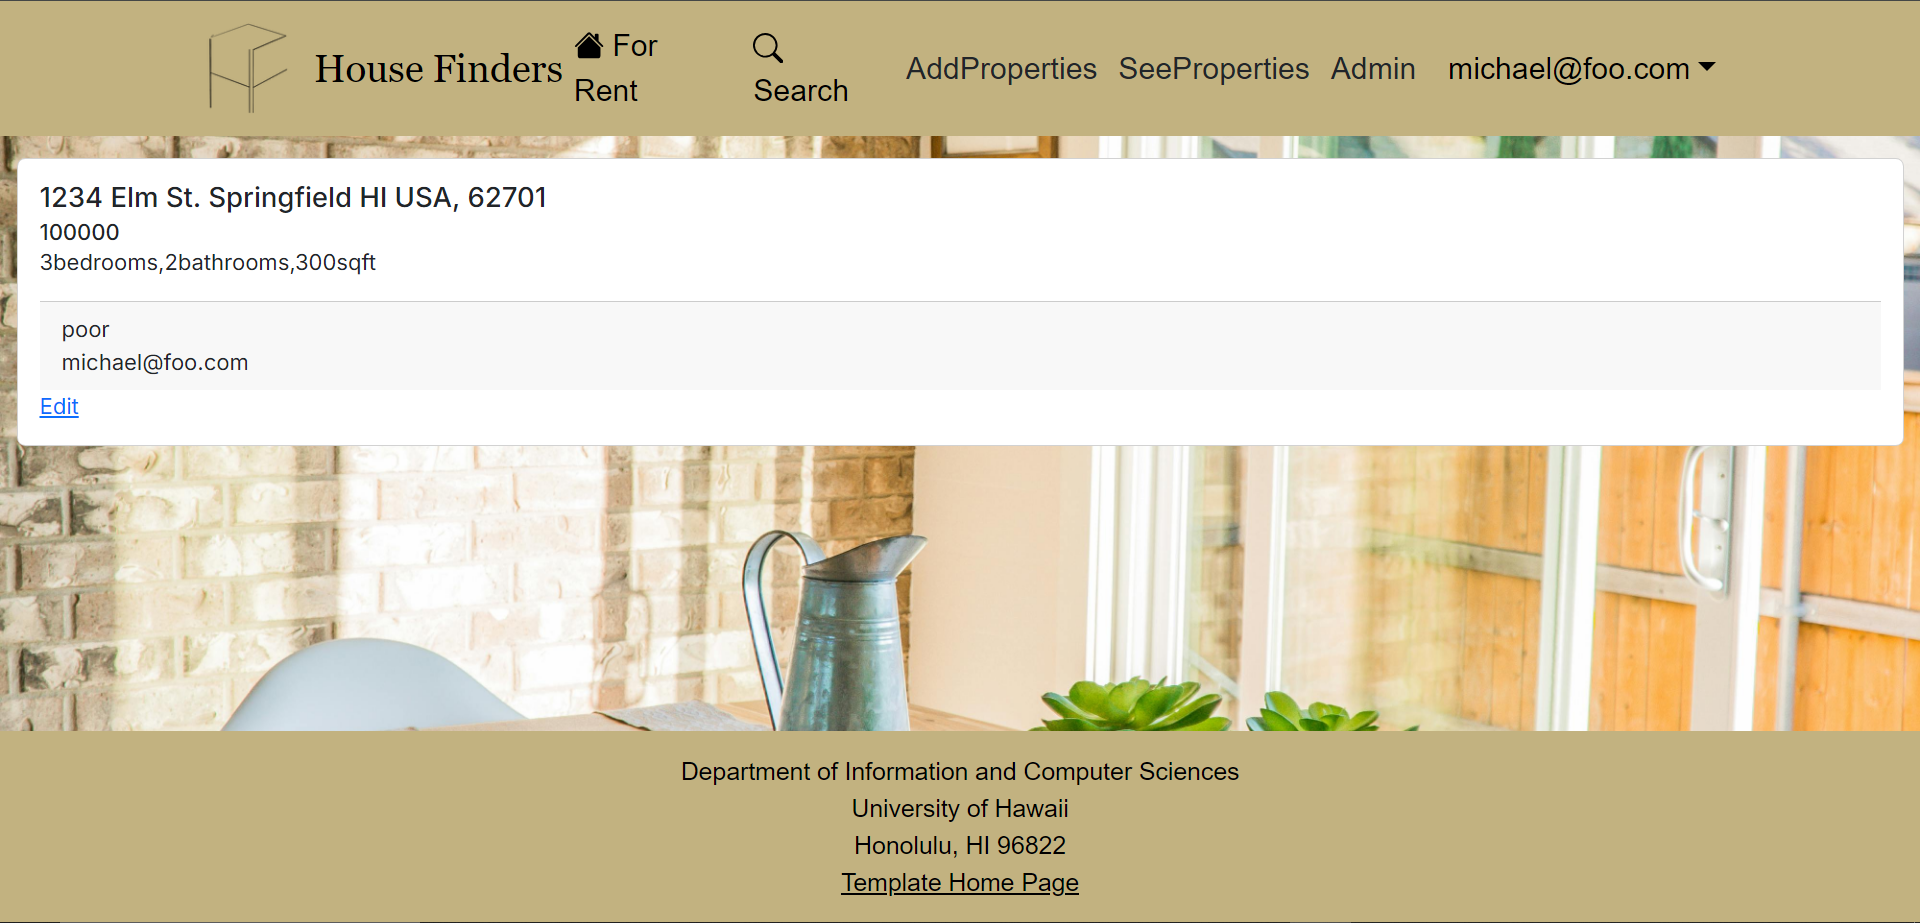 House Finders
For
Rent
Search
AddProperties
SeeProperties
Admin
michael@foo.com
1234 Elm St. Springfield HI USA, 62701
100000
3bedrooms,2bathrooms,300sqft
poor
michael@foo.com
Edit
Department of Information and Computer Sciences
University of Hawaii
Honolulu, HI 96822
Template Home Page